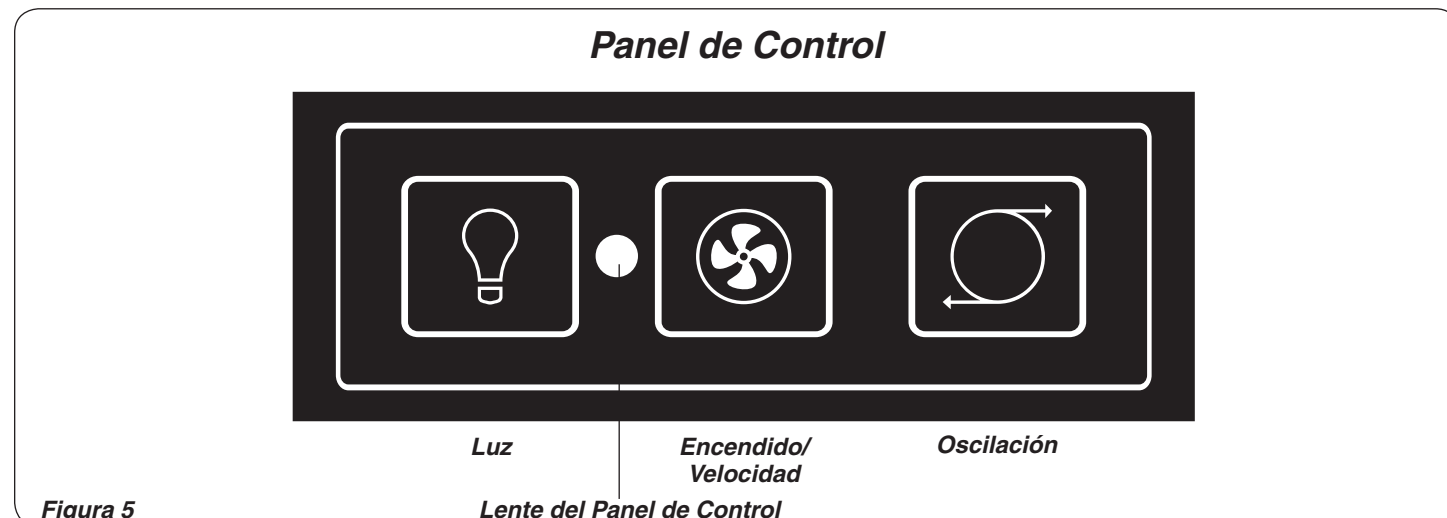 Panel de Control
Luz
Encendido/
Velocidad
Oscilación
Figura 5
Lente del Panel de Control